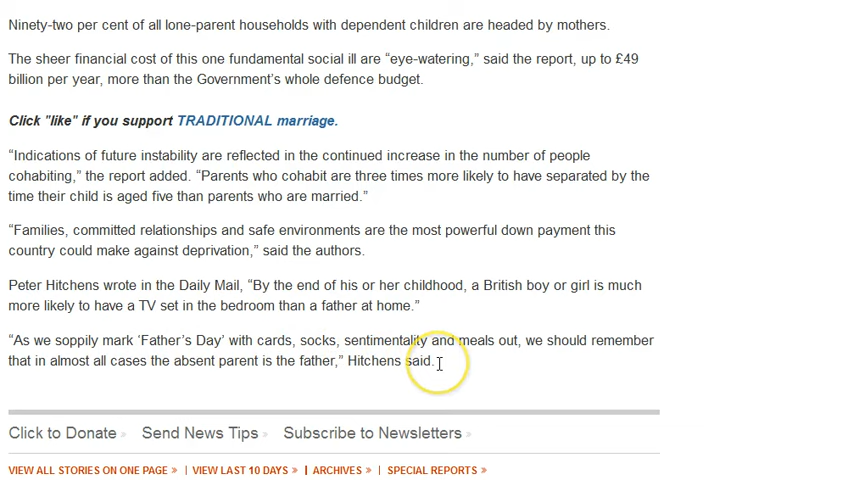 Ninety-two per cent of all lone-parent households with dependent children are headed by mothers.
The sheer financial cost of this one fundamental social ill are “eye-watering,” said the report, up to £49
billion per year, more than the Government’s whole defence budget.
Click "like" if you support TRADITIONAL marriage.
“Indications of future instability are reflected in the continued increase in the number of people
cohabiting,” the report added. “Parents who cohabit are three times more likely to have separated by the
time their child is aged five than parents who are married.”
“Families, committed relationships and safe environments are the most powerful down payment this
country could make against deprivation,” said the authors.
Peter Hitchens wrote in the Daily Mail, “By the end of his or her childhood, a British boy or girl is much
more likely to have a TV set in the bedroom than a father at home.”
“As we soppily mark ‘Father’s Day’ with cards, socks, sentimentality and meals out, we should remember
that in almost all cases the absent parent is the father,” Hitchens said.
Click to Donate » Send News Tips » Subscribe to Newsletters »
VIEW ALL STORIES ON ONE PAGE » | VIEW LAST 10 DAYS » | ARCHIVES » | SPECIAL REPORTS »